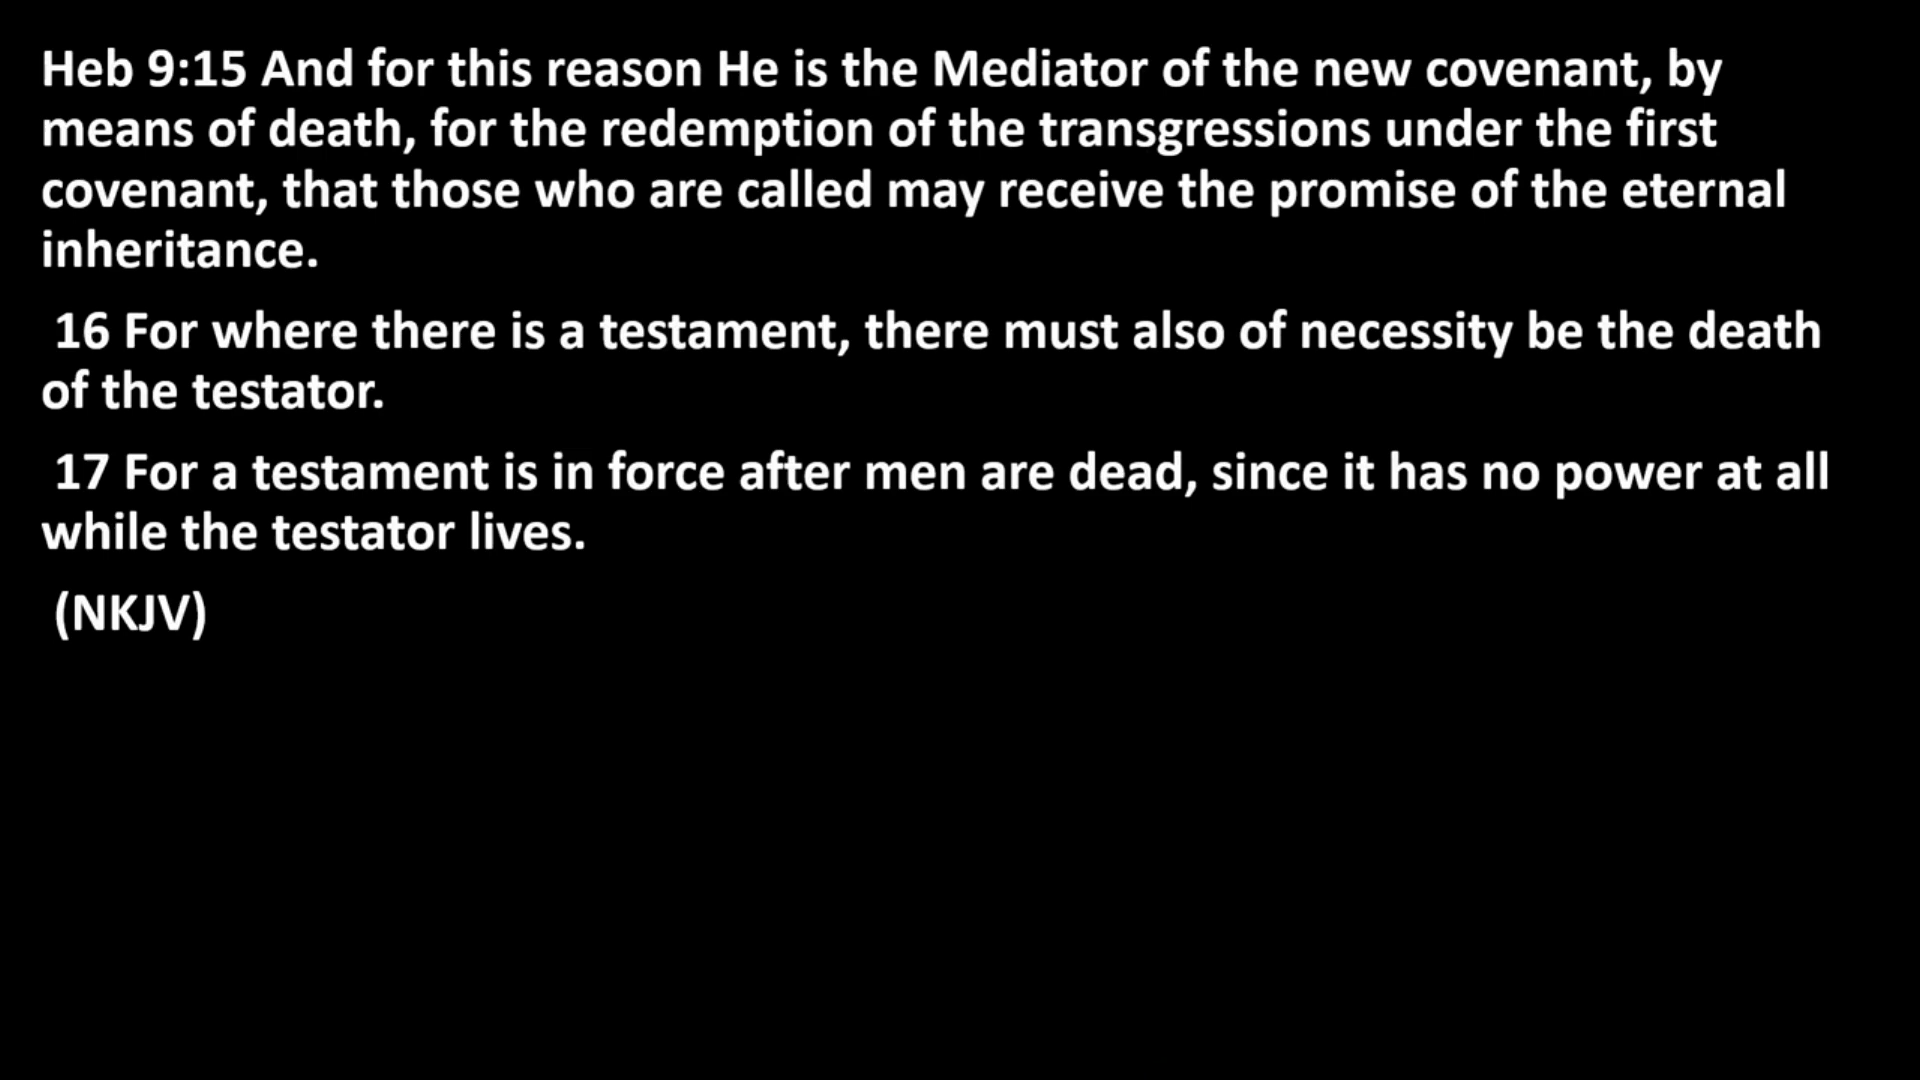 Heb 9:15 And for this reason He is the Mediator of the new covenant, by
means of death, for the redemption of the transgressions under the first
covenant, that those who are called may receive the promise of the eternal
inheritance.
16 For where there is a testament, there must also of necessity be the death
of the testator.
17 For a testament is in force after men are dead, since it has no power at all
while the testator lives.
(NKJV)